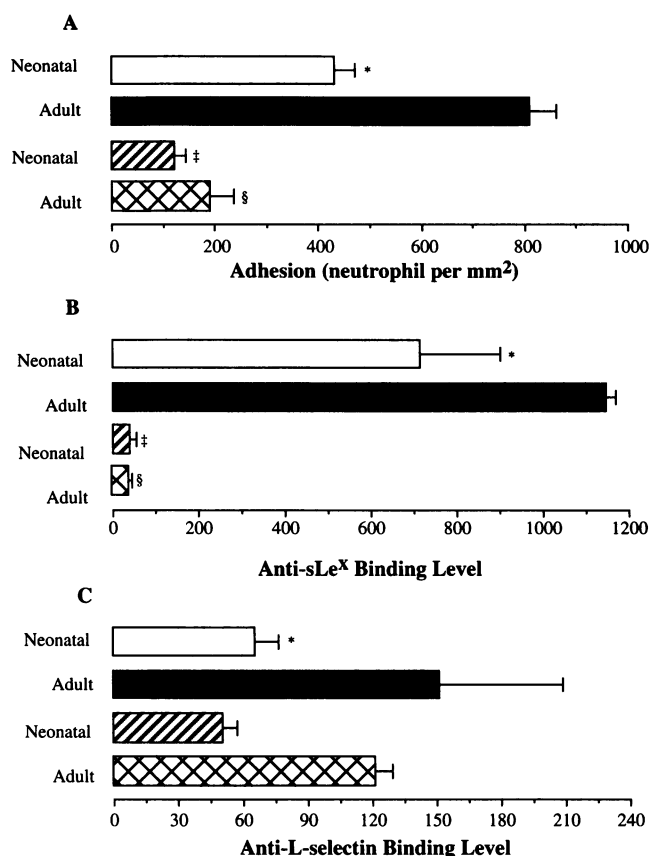 A
Neonatal
*
Adult
Neonatal
‡
Adult
§
0 200 400 600 800 1000
Adhesion (neutrophil per mm²)
B
Neonatal
*
Adult
Neonatal
‡
Adult
§
0 200 400 600 800 1000 1200
Anti-sLeˣ Binding Level
C
Neonatal
*
Adult
Neonatal
Adult
0 30 60 90 120 150 180 210 240
Anti-L-selectin Binding Level